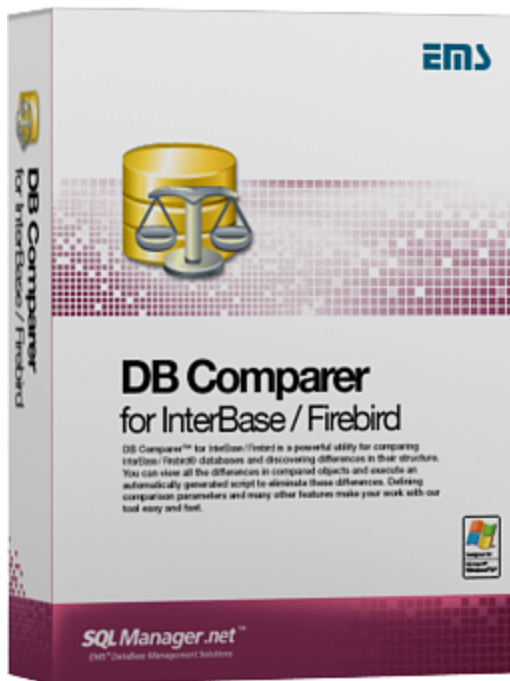 EMS
DB Comparer
for InterBase / Firebird
DB Comparer
for InterBase / Firebird
DB Comparer™ for InterBase/Firebird is a powerful utility for comparing
InterBase/Firebird® databases and discovering differences in their structure.
You can view all the differences in compared objects and execute an
automatically generated script to eliminate these differences. Defining
comparison parameters and many other features make your work with our
tool easy and fast.
SQLManager.net™
EMS® DataBase Management Solutions